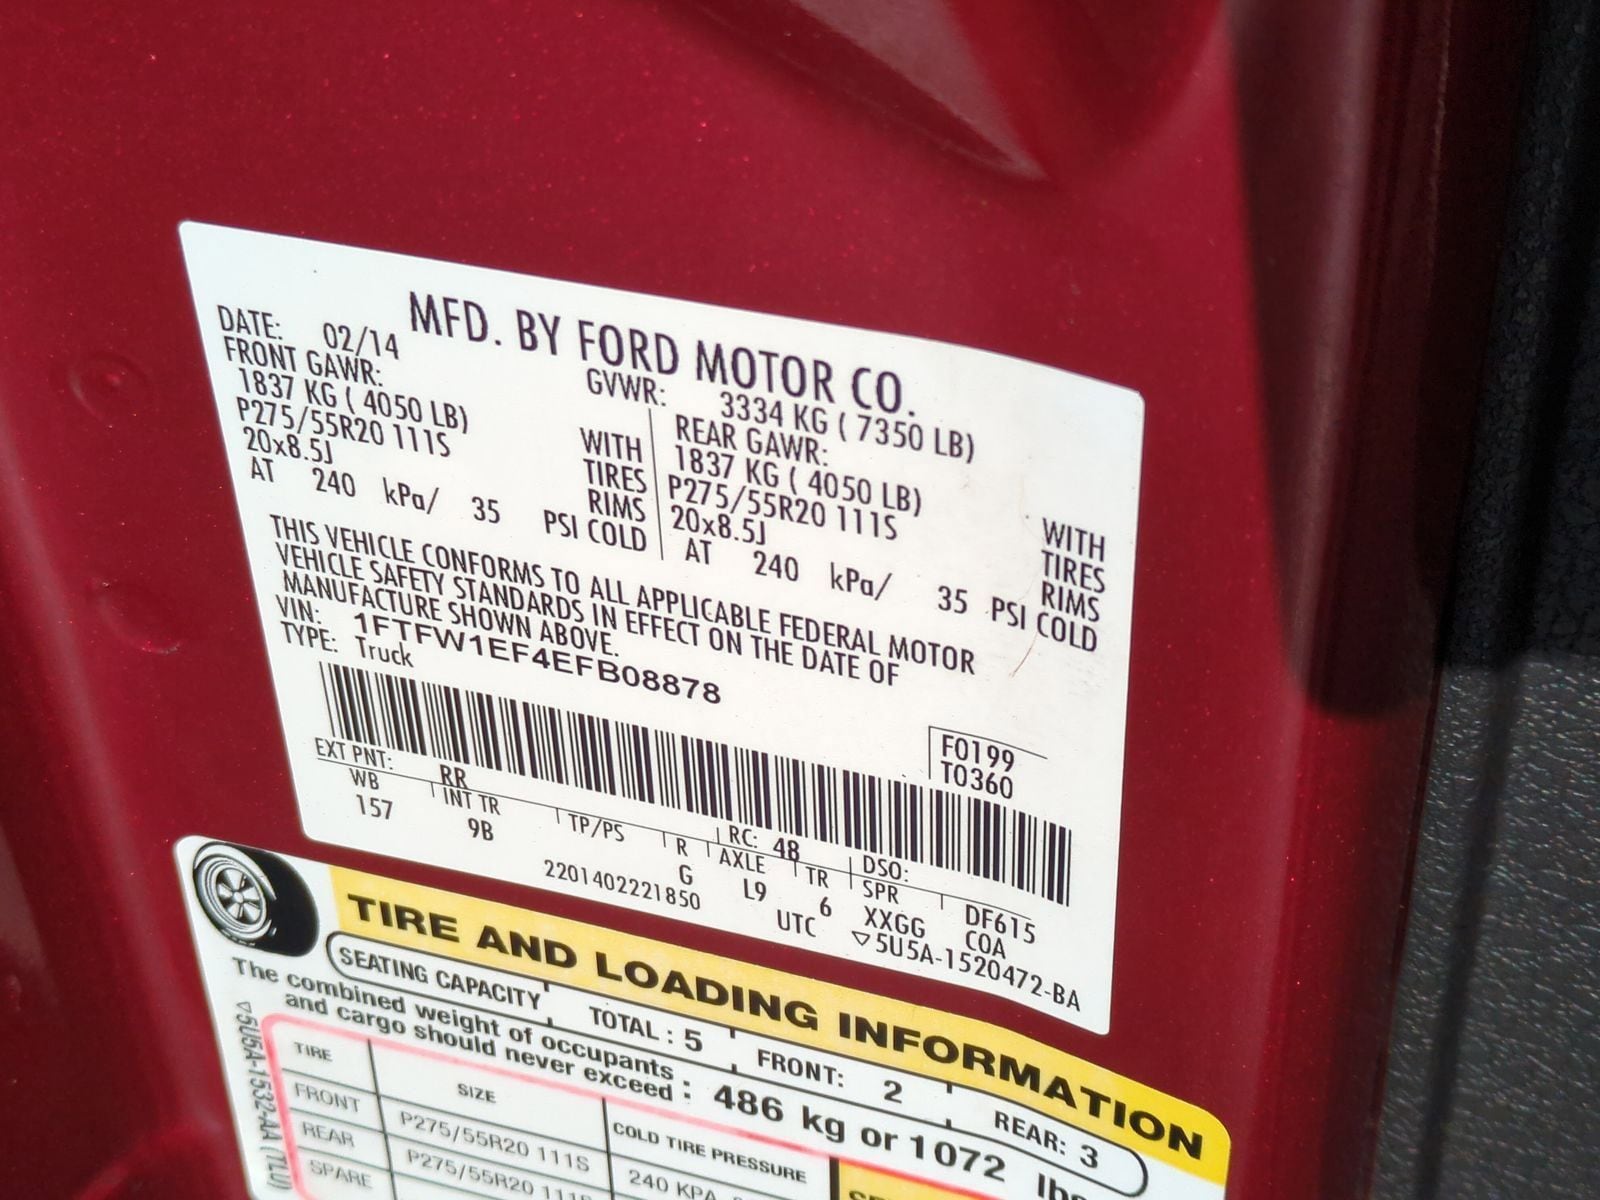 MFD. BY FORD MOTOR CO.
DATE: 02/14 GVWR: 3334 KG ( 7350 LB)
FRONT GAWR: REAR GAWR:
1837 KG ( 4050 LB) WITH 1837 KG ( 4050 LB) WITH
P275/55R20 111S TIRES P275/55R20 111S TIRES
20x8.5J RIMS 20x8.5J RIMS
AT 240 kPa/ 35 PSI COLD AT 240 kPa/ 35 PSI COLD
THIS VEHICLE CONFORMS TO ALL APPLICABLE FEDERAL MOTOR
VEHICLE SAFETY STANDARDS IN EFFECT ON THE DATE OF
MANUFACTURE SHOWN ABOVE.
VIN: 1FTFW1EF4EFB08878
TYPE: Truck
F0199
T0360
EXT PNT: RR RC: 48 DSO:
WB INT TR TP/PS R AXLE TR SPR DF615
157 9B G L9 6 XXGG COA
2201402221850 UTC ▽5U5A-1520472-BA
TIRE AND LOADING INFORMATION
SEATING CAPACITY TOTAL : 5 FRONT: 2 REAR: 3
The combined weight of occupants
and cargo should never exceed : 486 kg or 1072 lbs
▽5U5A-1532-AA (TLU)
TIRE SIZE COLD TIRE PRESSURE
FRONT P275/55R20 111S 240 KPA
REAR P275/55R20 111S
SPARE